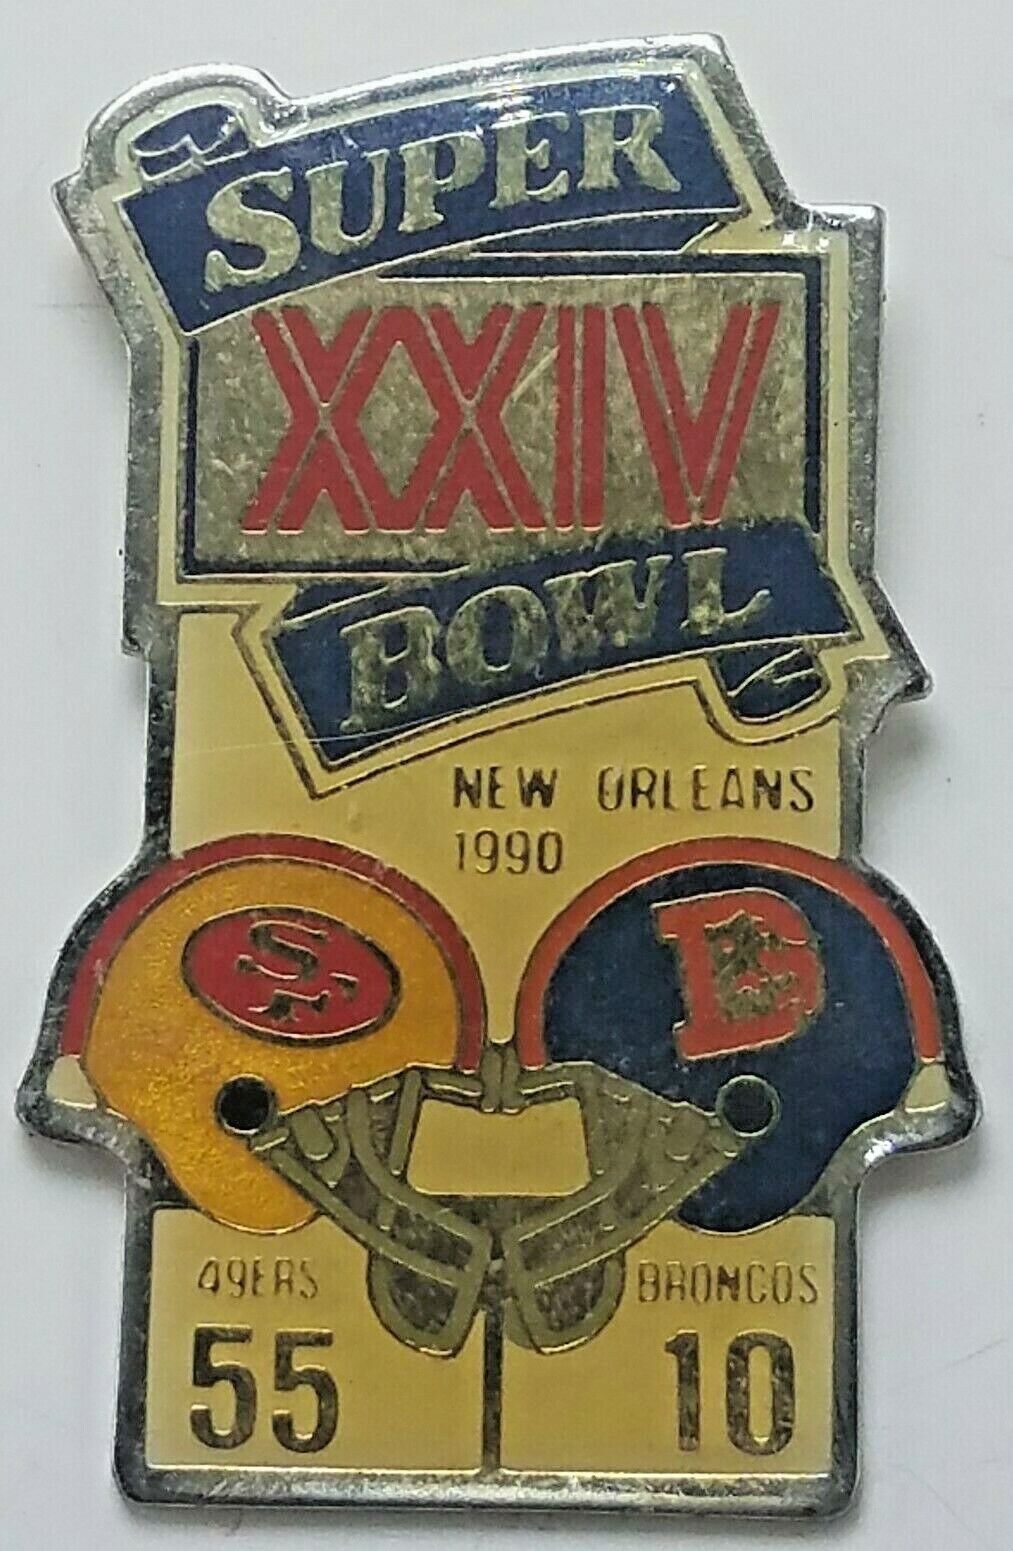 SUPER
XXIV
BOWL
NEW ORLEANS
1990
SF
D
49ERS
BRONCOS
55
10